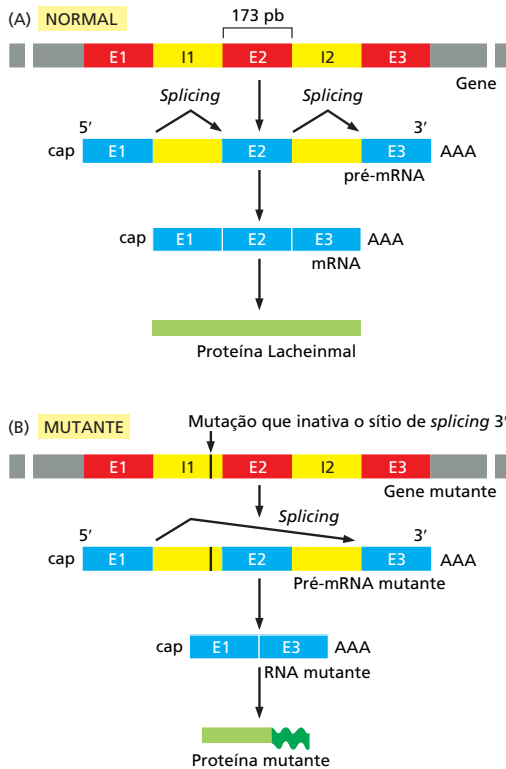 (A) NORMAL
173 pb
E1 I1 E2 I2 E3
Gene
Splicing Splicing
5′ 3′
cap E1 E2 E3 AAA
pré-mRNA
cap E1 E2 E3 AAA
mRNA
Proteína Lacheinmal
(B) MUTANTE
Mutação que inativa o sítio de splicing 3′
E1 I1 E2 I2 E3
Gene mutante
Splicing
5′ 3′
cap E1 E2 E3 AAA
Pré-mRNA mutante
cap E1 E3 AAA
RNA mutante
Proteína mutante